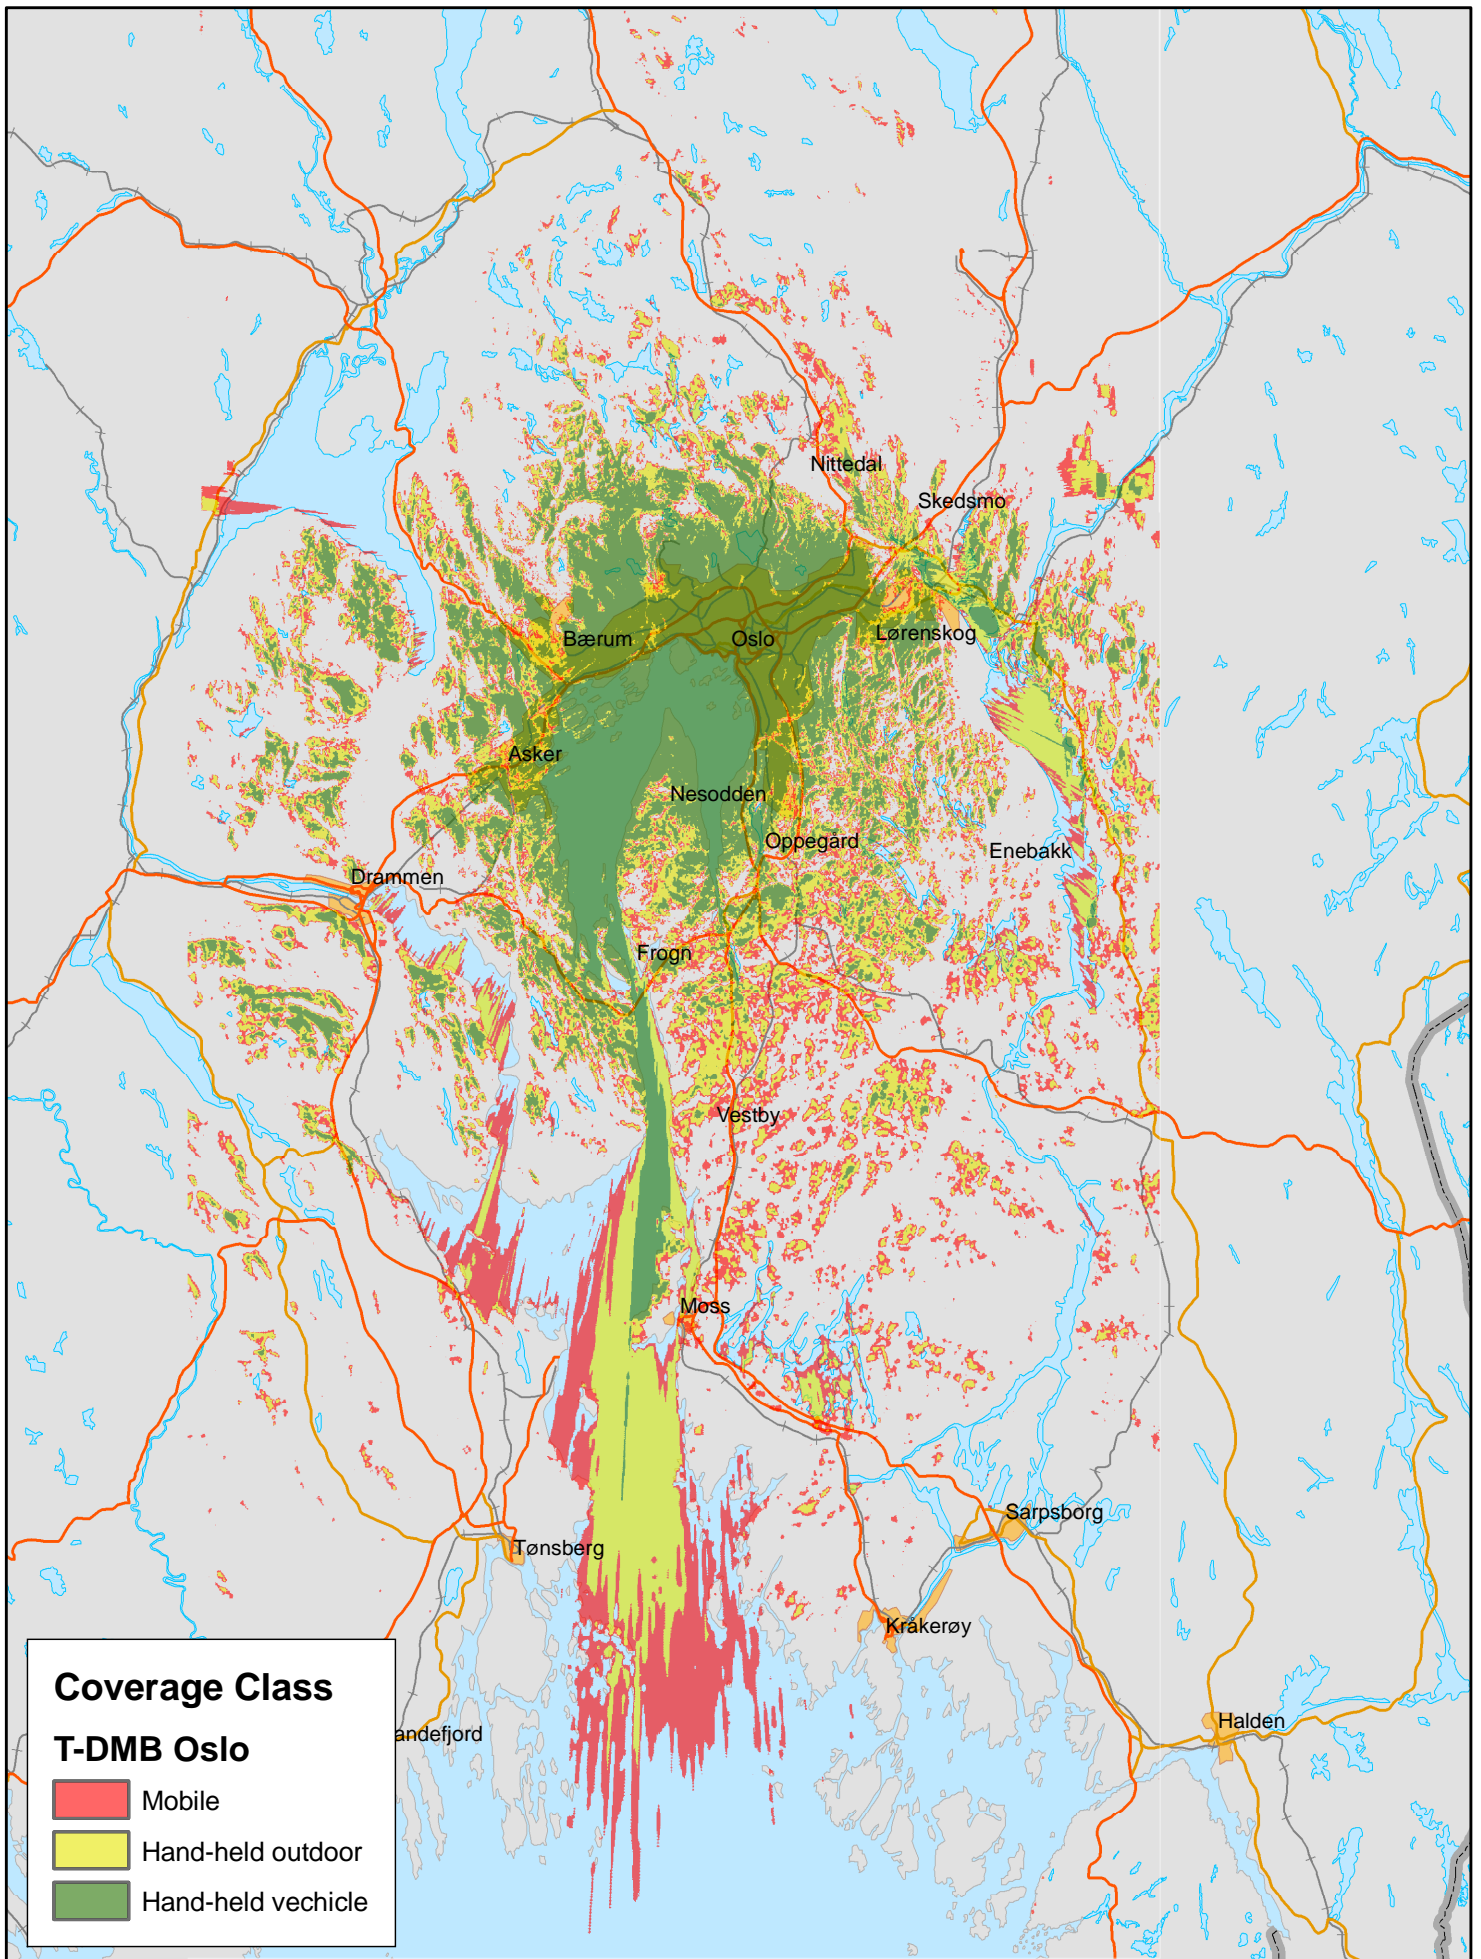 Nittedal
Skedsmo
Bærum
Oslo
Lørenskog
Asker
Nesodden
Oppegård
Enebakk
Drammen
Frogn
Vestby
Moss
Sarpsborg
Tønsberg
Kråkerøy
andefjord
Halden
Coverage Class
T-DMB Oslo
Mobile
Hand-held outdoor
Hand-held vechicle